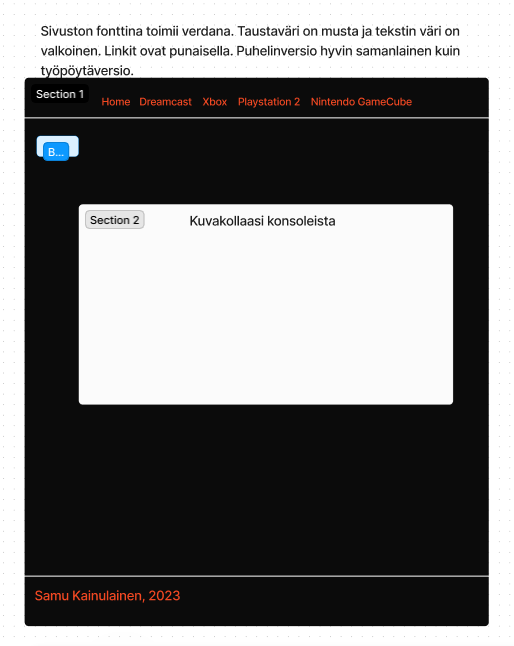 Sivuston fonttina toimii verdana. Taustaväri on musta ja tekstin väri on
valkoinen. Linkit ovat punaisella. Puhelinversio hyvin samanlainen kuin
työpöytäversio.
Section 1
Home Dreamcast Xbox Playstation 2 Nintendo GameCube
B...
Section 2
Kuvakollaasi konsoleista
Samu Kainulainen, 2023